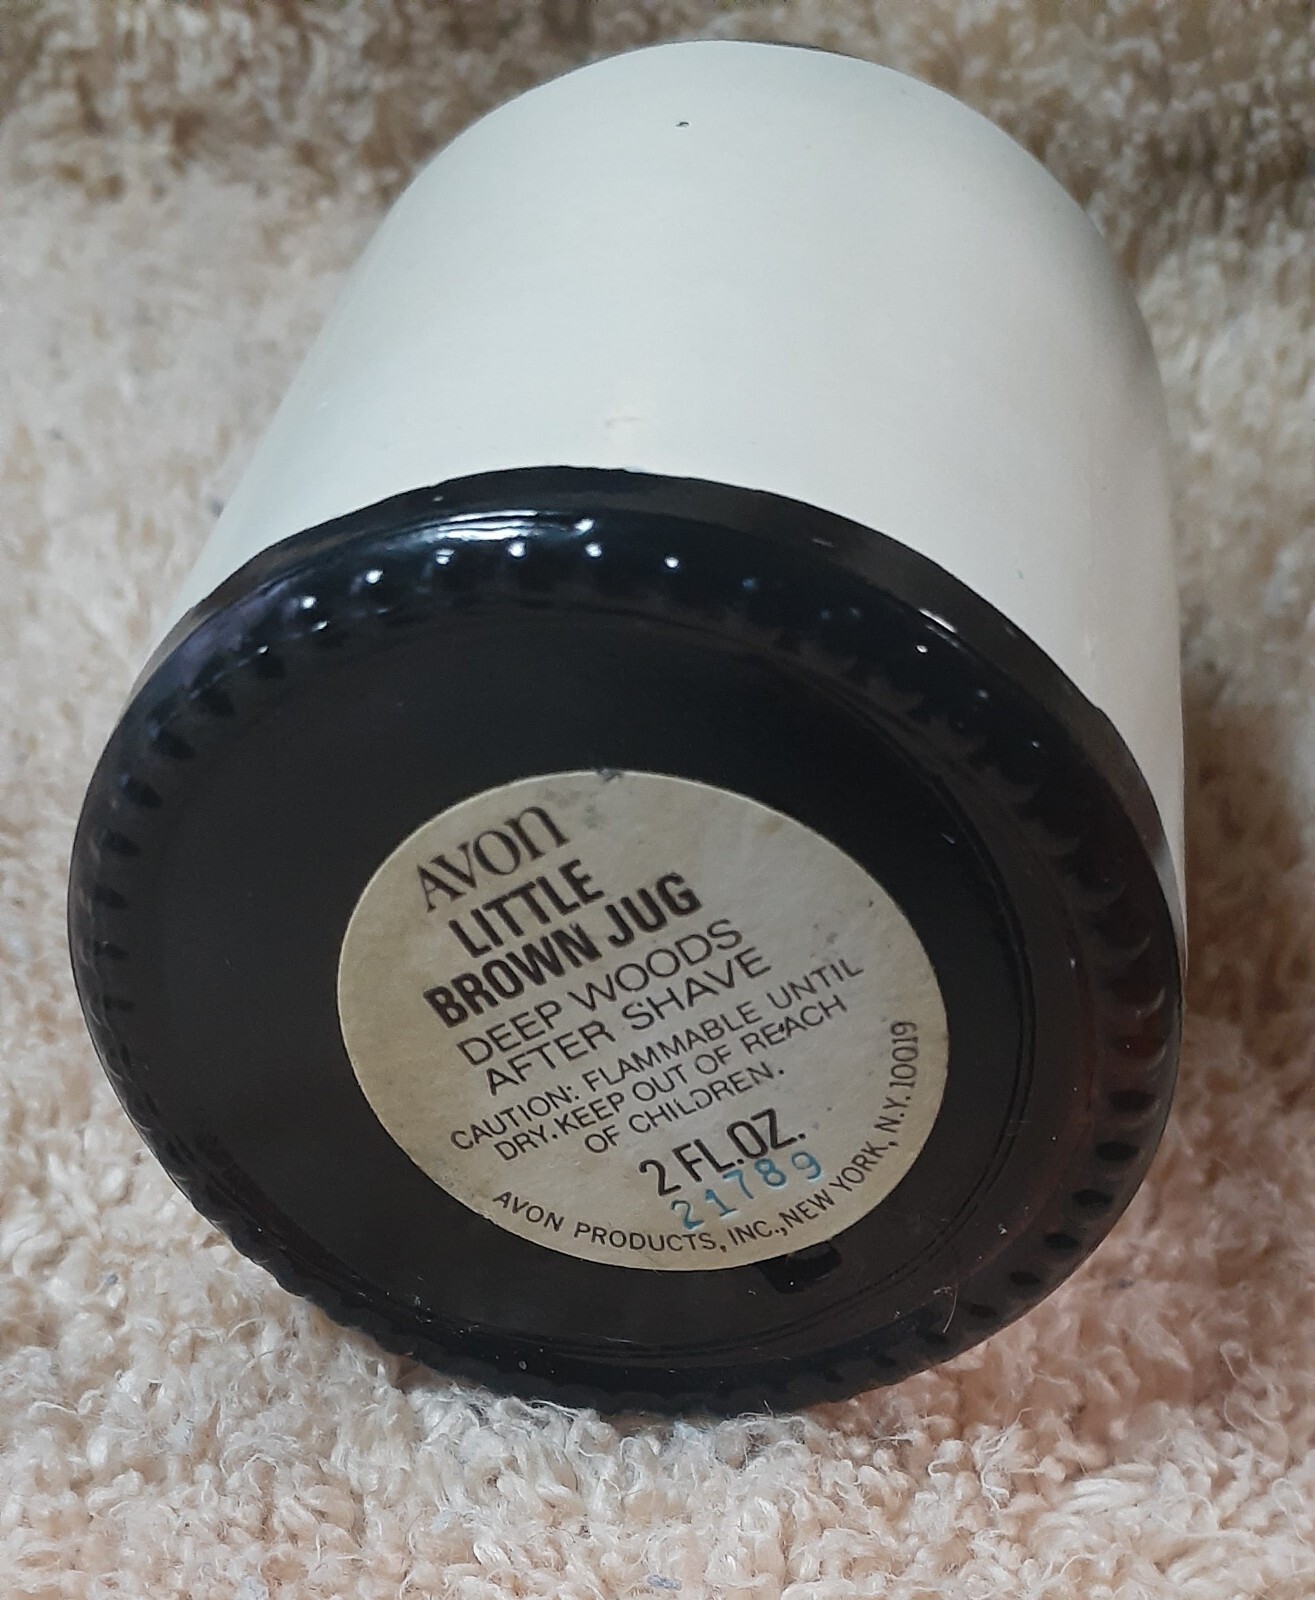 AVON
LITTLE
BROWN JUG
DEEP WOODS
AFTER SHAVE
CAUTION: FLAMMABLE UNTIL
DRY. KEEP OUT OF REACH
OF CHILDREN.
2 FL.OZ.
21789
AVON PRODUCTS, INC., NEW YORK, N.Y. 10019